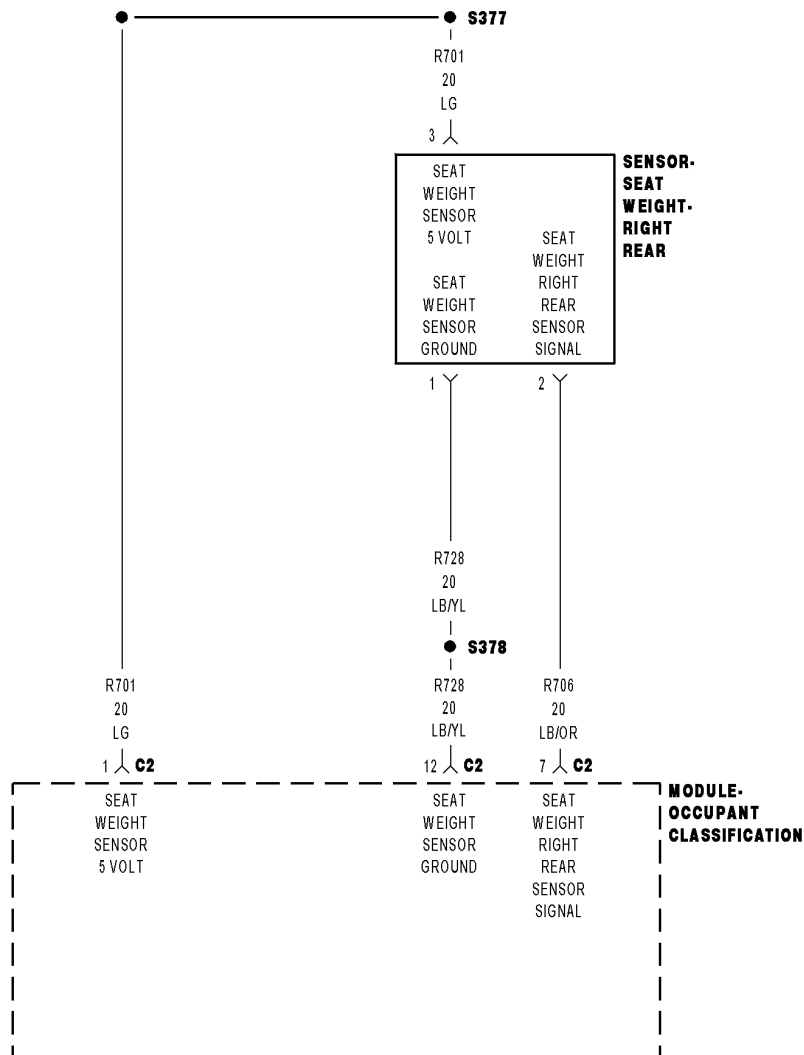 S377
R701
20
LG
3
SENSOR-
SEAT
WEIGHT-
RIGHT
REAR
SEAT
WEIGHT
SENSOR
5 VOLT
SEAT
WEIGHT
SENSOR
GROUND
SEAT
WEIGHT
RIGHT
REAR
SENSOR
SIGNAL
1
2
R728
20
LB/YL
S378
R701
20
LG
R728
20
LB/YL
R706
20
LB/OR
1 C2
12 C2
7 C2
MODULE-
OCCUPANT
CLASSIFICATION
SEAT
WEIGHT
SENSOR
5 VOLT
SEAT
WEIGHT
SENSOR
GROUND
SEAT
WEIGHT
RIGHT
REAR
SENSOR
SIGNAL